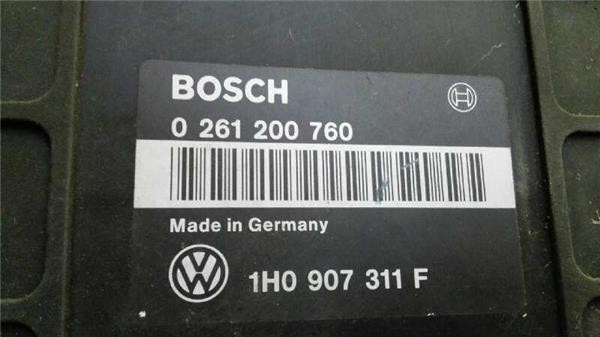 BOSCH
0 261 200 760
Made in Germany
1H0 907 311 F